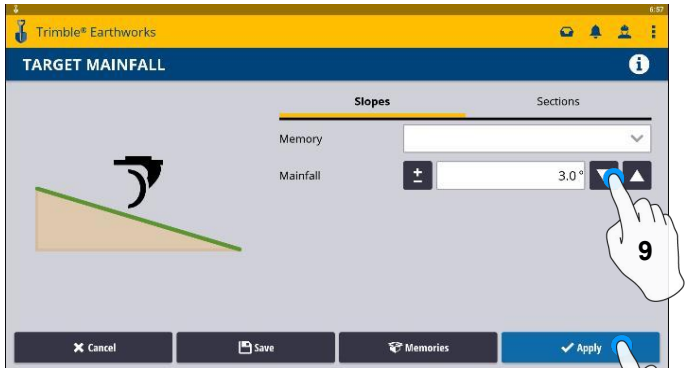 6:57
Trimble® Earthworks
TARGET MAINFALL
Slopes Sections
Memory
Mainfall ± 3.0°
9
Cancel Save Memories Apply